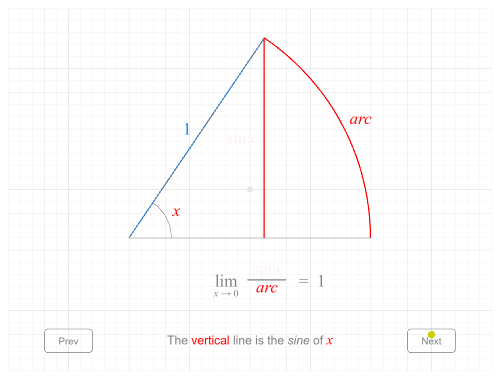 1
arc
x
lim
x → 0
arc
= 1
Prev
The vertical line is the sine of x
Next